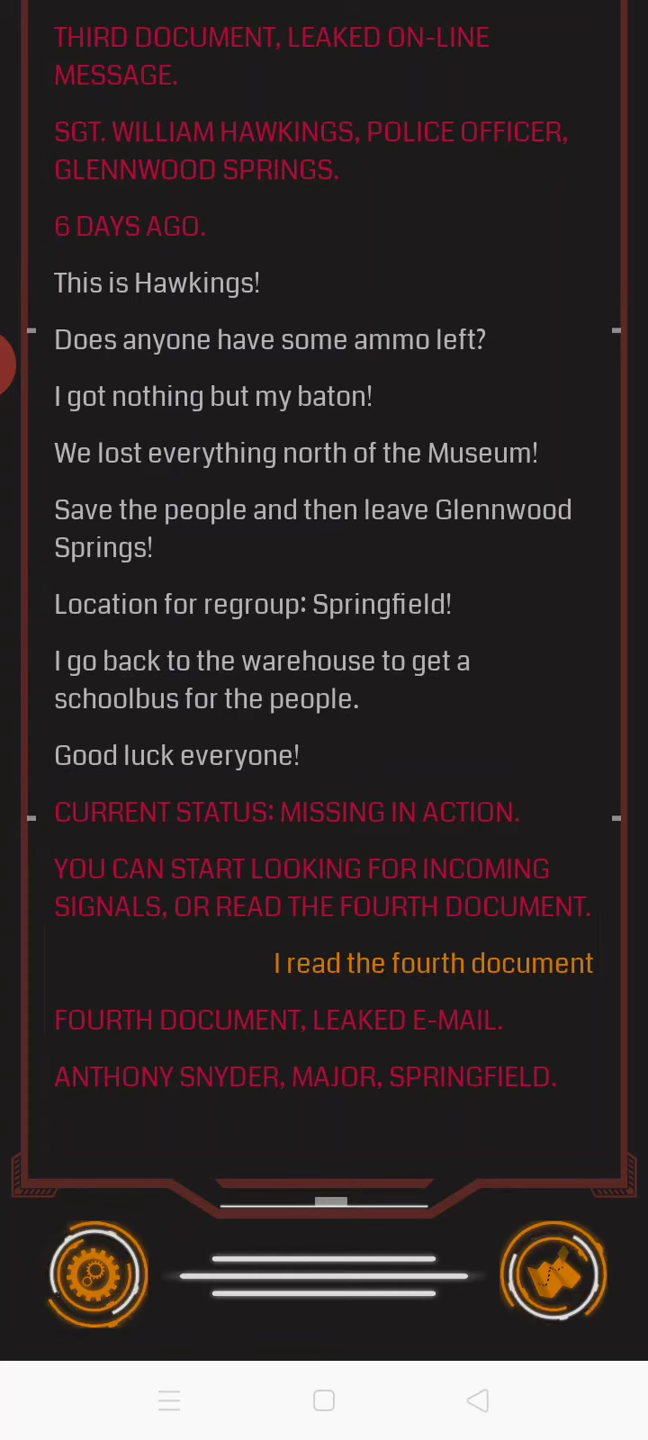 THIRD DOCUMENT, LEAKED ON-LINE
MESSAGE.
SGT. WILLIAM HAWKINGS, POLICE OFFICER,
GLENNWOOD SPRINGS.
6 DAYS AGO.
This is Hawkings!
Does anyone have some ammo left?
I got nothing but my baton!
We lost everything north of the Museum!
Save the people and then leave Glennwood
Springs!
Location for regroup: Springfield!
I go back to the warehouse to get a
schoolbus for the people.
Good luck everyone!
CURRENT STATUS: MISSING IN ACTION.
YOU CAN START LOOKING FOR INCOMING
SIGNALS, OR READ THE FOURTH DOCUMENT.
I read the fourth document
FOURTH DOCUMENT, LEAKED E-MAIL.
ANTHONY SNYDER, MAJOR, SPRINGFIELD.